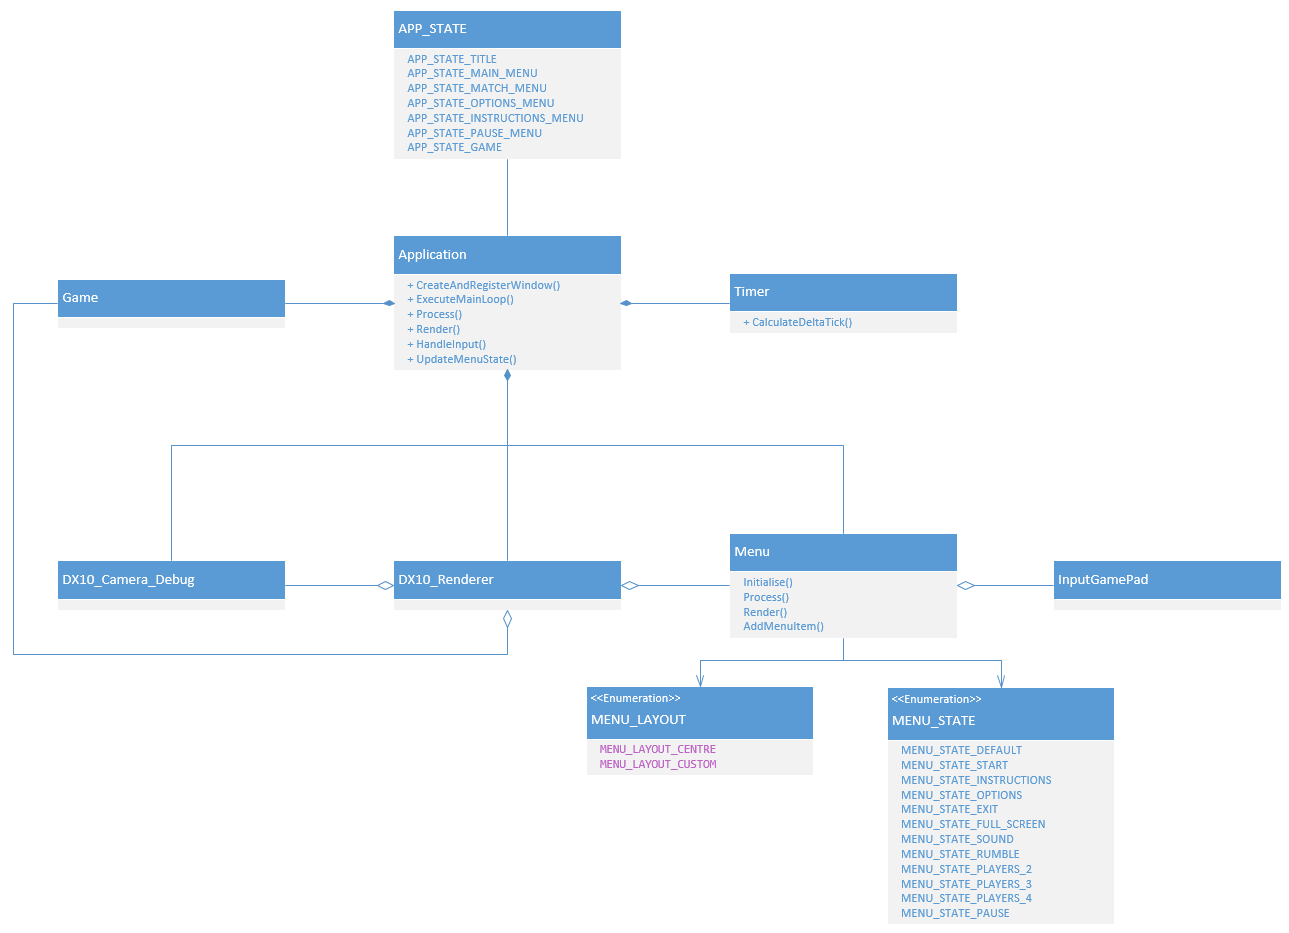 APP_STATE
APP_STATE_TITLE
APP_STATE_MAIN_MENU
APP_STATE_MATCH_MENU
APP_STATE_OPTIONS_MENU
APP_STATE_INSTRUCTIONS_MENU
APP_STATE_PAUSE_MENU
APP_STATE_GAME
Application
+ CreateAndRegisterWindow()
+ ExecuteMainLoop()
+ Process()
+ Render()
+ HandleInput()
+ UpdateMenuState()
Game
Timer
+ CalculateDeltaTick()
DX10_Camera_Debug
DX10_Renderer
Menu
Initialise()
Process()
Render()
AddMenuItem()
InputGamePad
<<Enumeration>>
MENU_LAYOUT
MENU_LAYOUT_CENTRE
MENU_LAYOUT_CUSTOM
<<Enumeration>>
MENU_STATE
MENU_STATE_DEFAULT
MENU_STATE_START
MENU_STATE_INSTRUCTIONS
MENU_STATE_OPTIONS
MENU_STATE_EXIT
MENU_STATE_FULL_SCREEN
MENU_STATE_SOUND
MENU_STATE_RUMBLE
MENU_STATE_PLAYERS_2
MENU_STATE_PLAYERS_3
MENU_STATE_PLAYERS_4
MENU_STATE_PAUSE